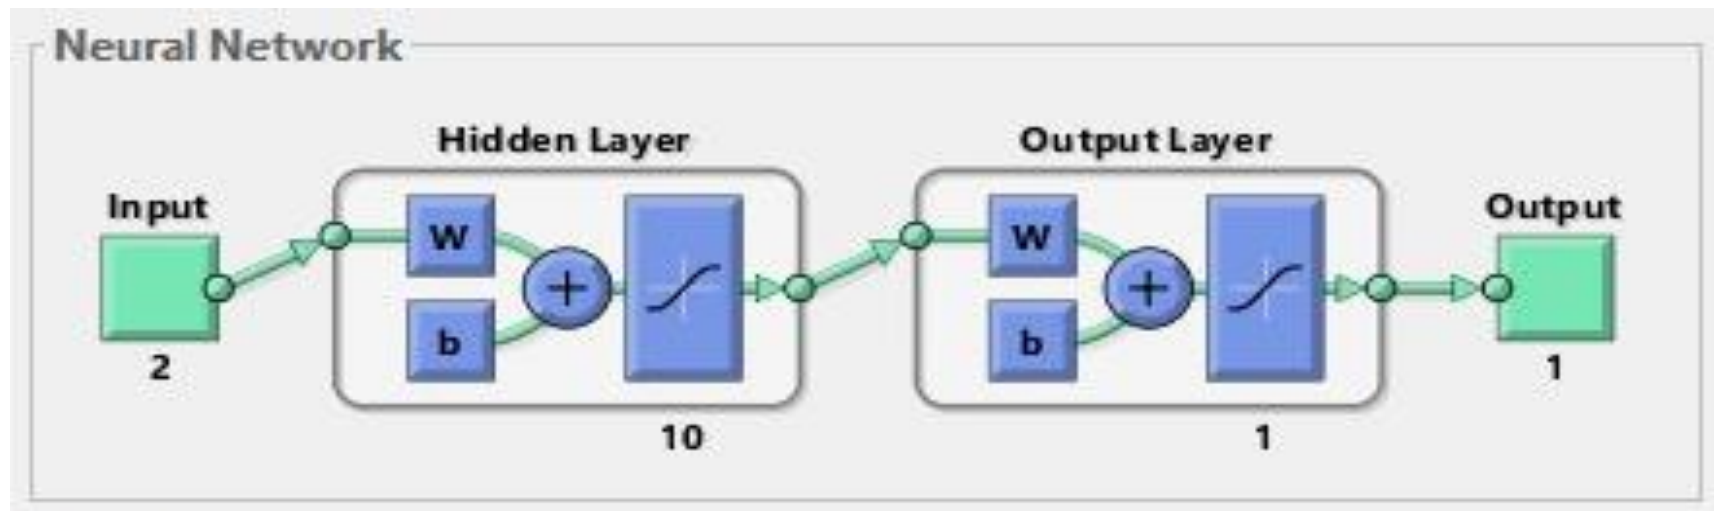 Neural Network
Hidden Layer
Output Layer
Input
Output
W
W
b
b
2
1
10
1